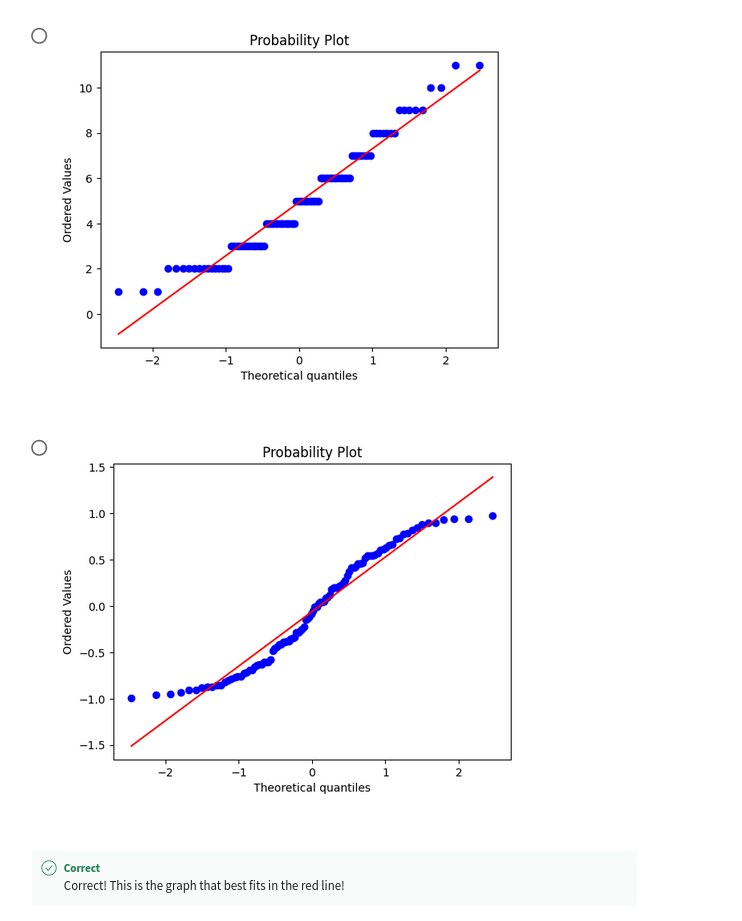 Probability Plot
10
8
6
4
2
0
Ordered Values
−2 −1 0 1 2
Theoretical quantiles
Probability Plot
1.5
1.0
0.5
0.0
−0.5
−1.0
−1.5
Ordered Values
−2 −1 0 1 2
Theoretical quantiles
Correct
Correct! This is the graph that best fits in the red line!